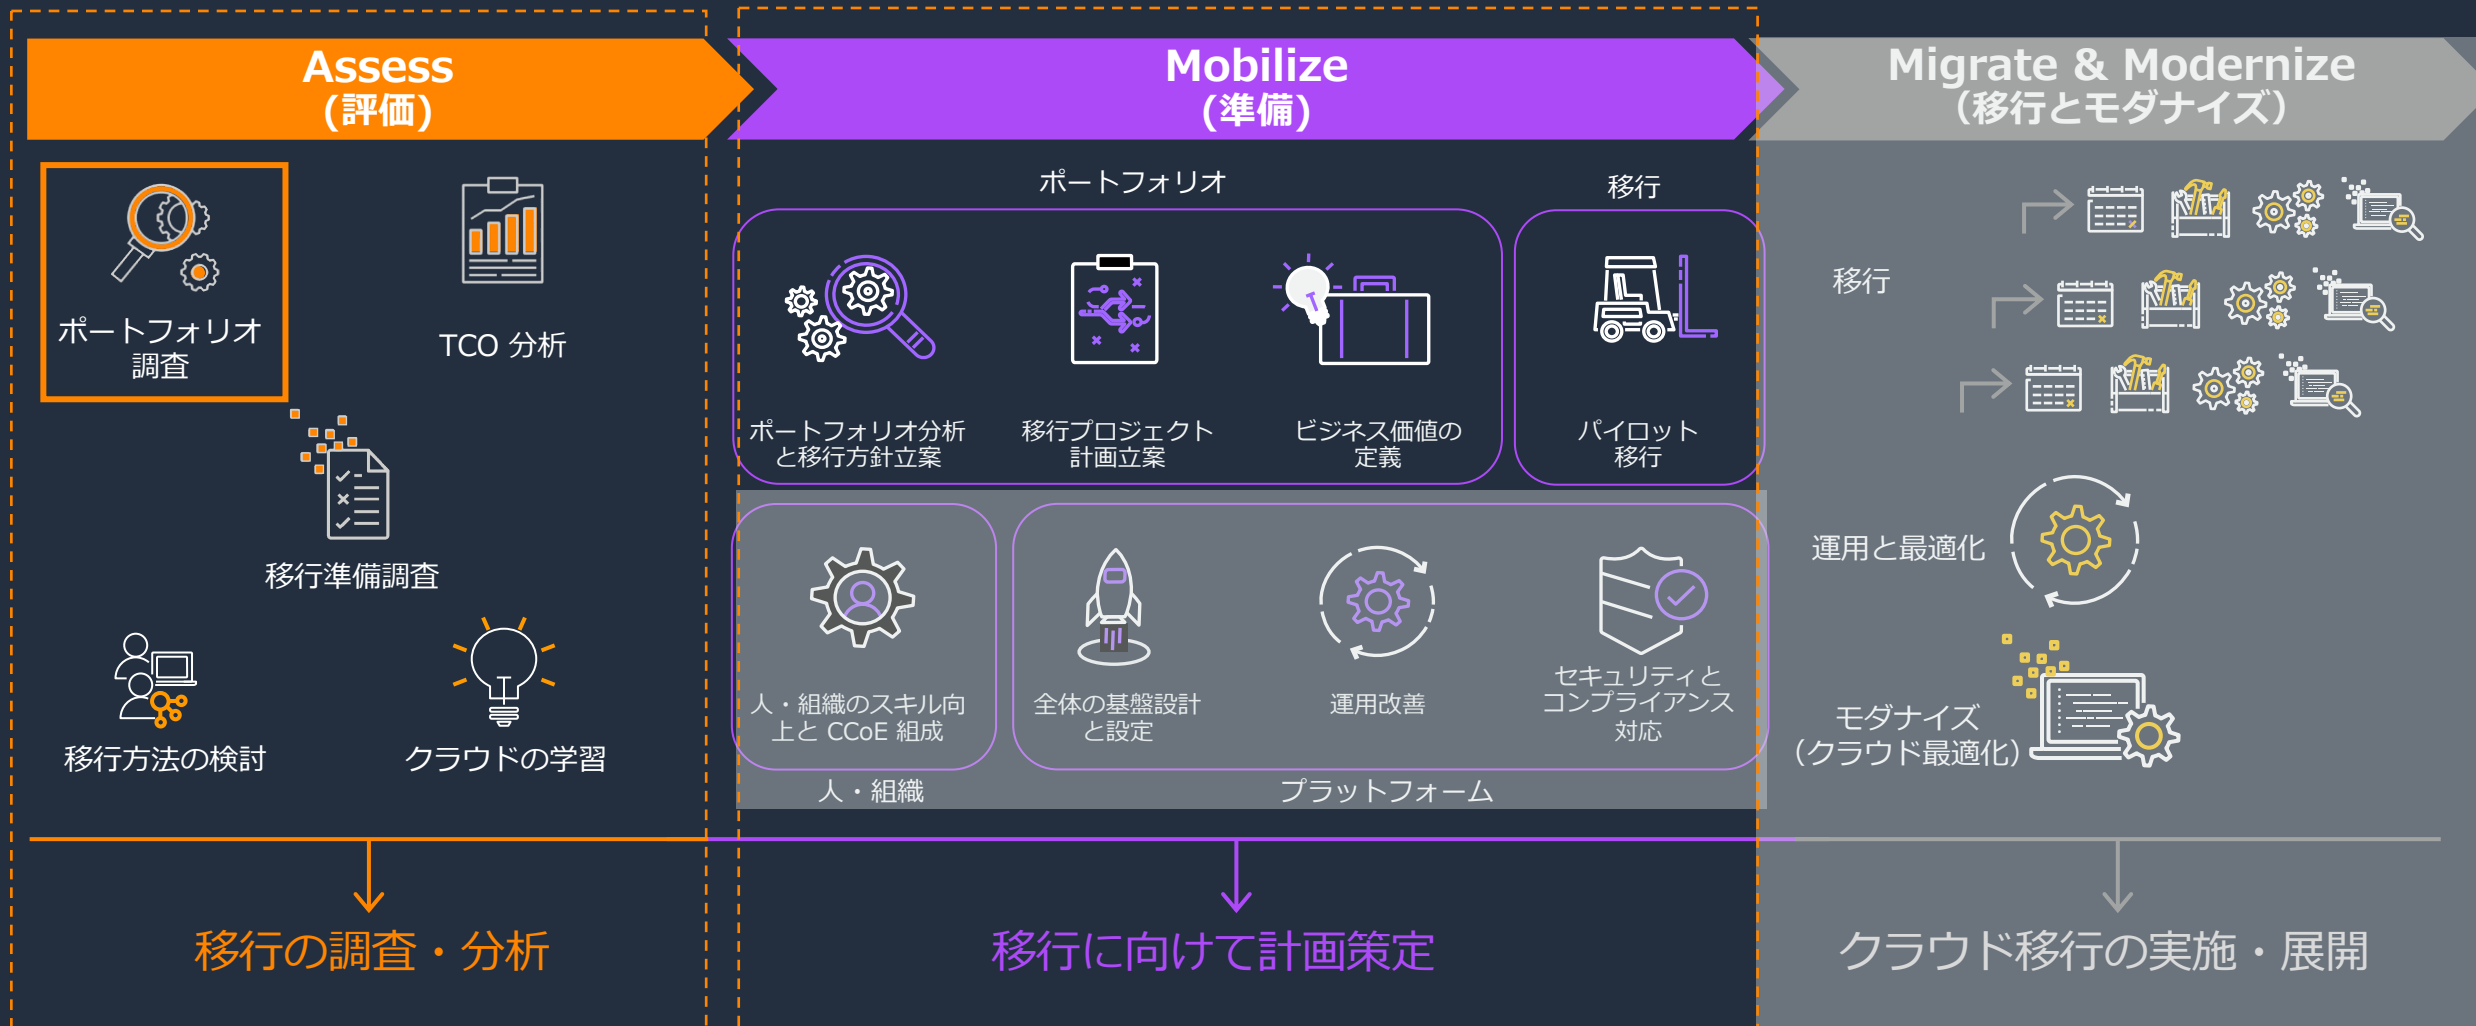 Assess
(評価)
ポートフォリオ
調査
TCO 分析
移行準備調査
移行方法の検討
クラウドの学習
移行の調査・分析
Mobilize
(準備)
ポートフォリオ
移行
ポートフォリオ分析
と移行方針立案
移行プロジェクト
計画立案
ビジネス価値の
定義
パイロット
移行
人・組織のスキル向
上と CCoE 組成
全体の基盤設計
と設定
運用改善
セキュリティと
コンプライアンス
対応
人・組織
プラットフォーム
移行に向けて計画策定
Migrate & Modernize
（移行とモダナイズ）
移行
運用と最適化
モダナイズ
（クラウド最適化）
クラウド移行の実施・展開